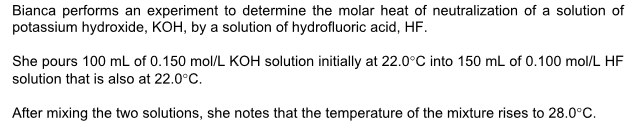 Bianca performs an experiment to determine the molar heat of neutralization of a solution of
potassium hydroxide, KOH, by a solution of hydrofluoric acid, HF.
She pours 100 mL of 0.150 mol/L KOH solution initially at 22.0°C into 150 mL of 0.100 mol/L HF
solution that is also at 22.0°C.
After mixing the two solutions, she notes that the temperature of the mixture rises to 28.0°C.